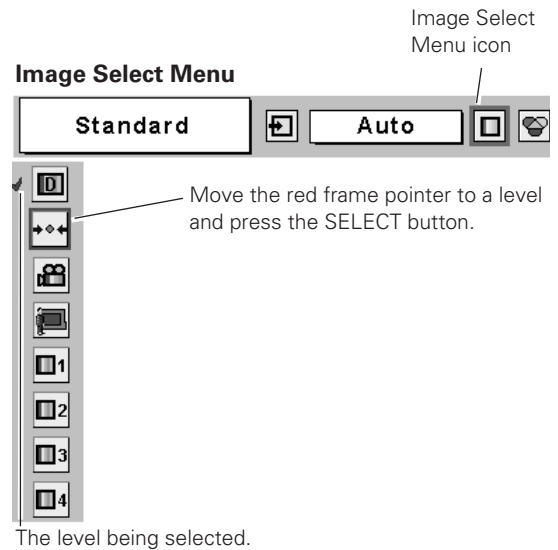 Image Select
Menu icon
Image Select Menu
Standard
Auto
D
Move the red frame pointer to a level
and press the SELECT button.
1
2
3
4
The level being selected.